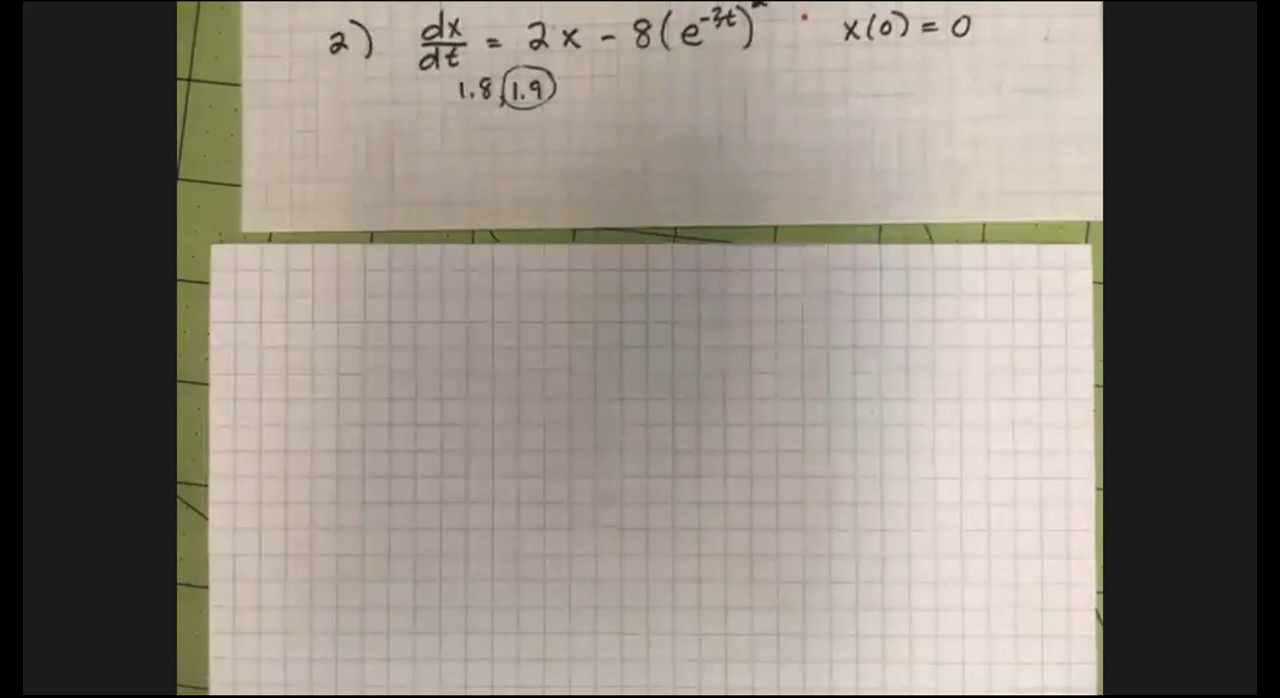 2) dx/dt = 2x - 8(e^-3t)² x(0) = 0
1.8, 1.9